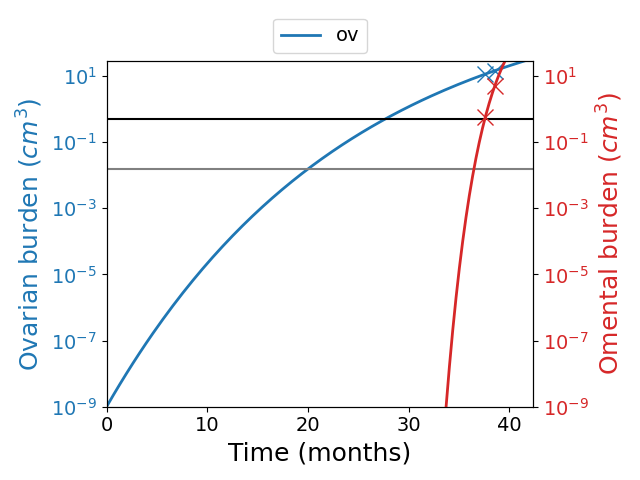 ov
10¹ 10¹
10⁻¹ 10⁻¹
10⁻³ 10⁻³
10⁻⁵ 10⁻⁵
10⁻⁷ 10⁻⁷
10⁻⁹ 10⁻⁹
Ovarian burden (cm³)
Omental burden (cm³)
0 10 20 30 40
Time (months)